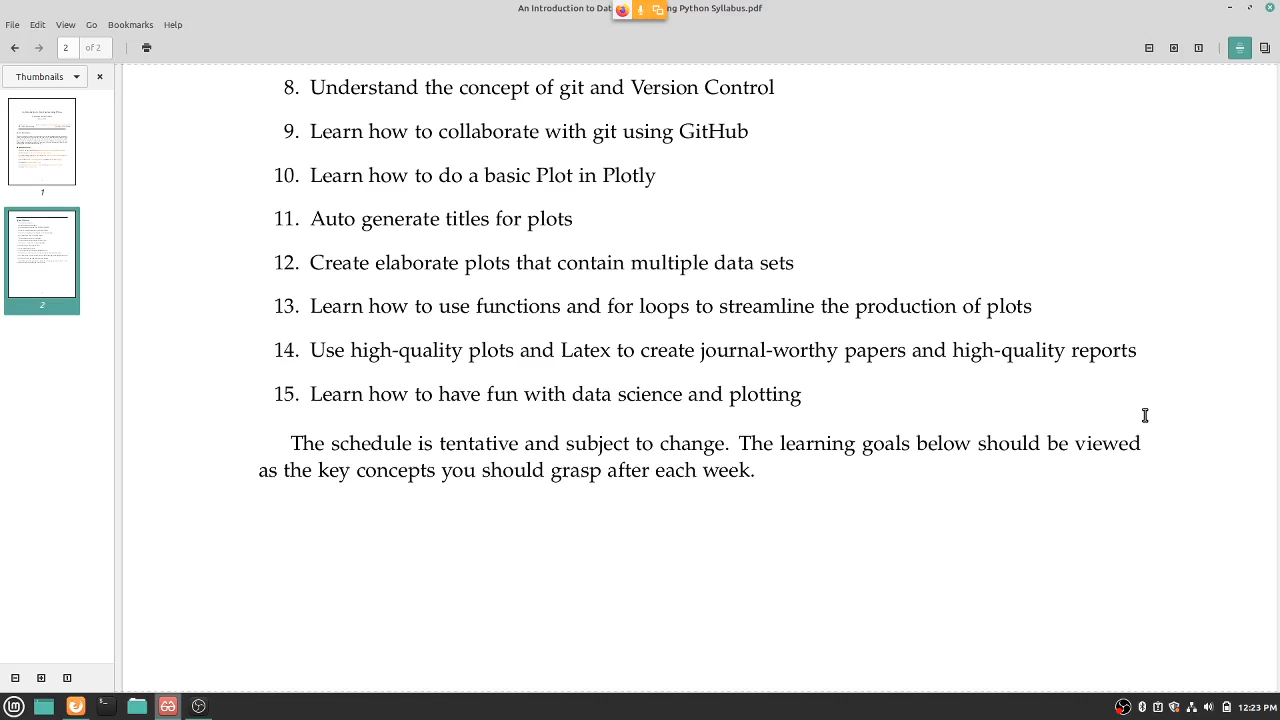 An Introduction to Dat ng Python Syllabus.pdf
File Edit View Go Bookmarks Help
2 of 2
Thumbnails
1
2
8. Understand the concept of git and Version Control
9. Learn how to collaborate with git using GitHub
10. Learn how to do a basic Plot in Plotly
11. Auto generate titles for plots
12. Create elaborate plots that contain multiple data sets
13. Learn how to use functions and for loops to streamline the production of plots
14. Use high-quality plots and Latex to create journal-worthy papers and high-quality reports
15. Learn how to have fun with data science and plotting
The schedule is tentative and subject to change. The learning goals below should be viewed
as the key concepts you should grasp after each week.
12:23 PM